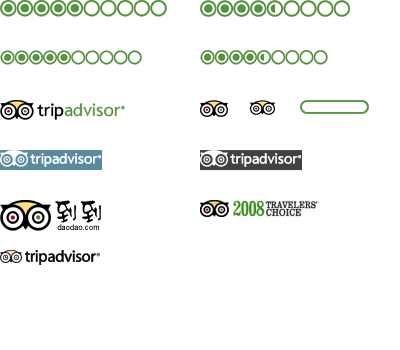 tripadvisor®
tripadvisor®
tripadvisor®
到到
daodao.com
2008 TRAVELERS'
CHOICE
tripadvisor®